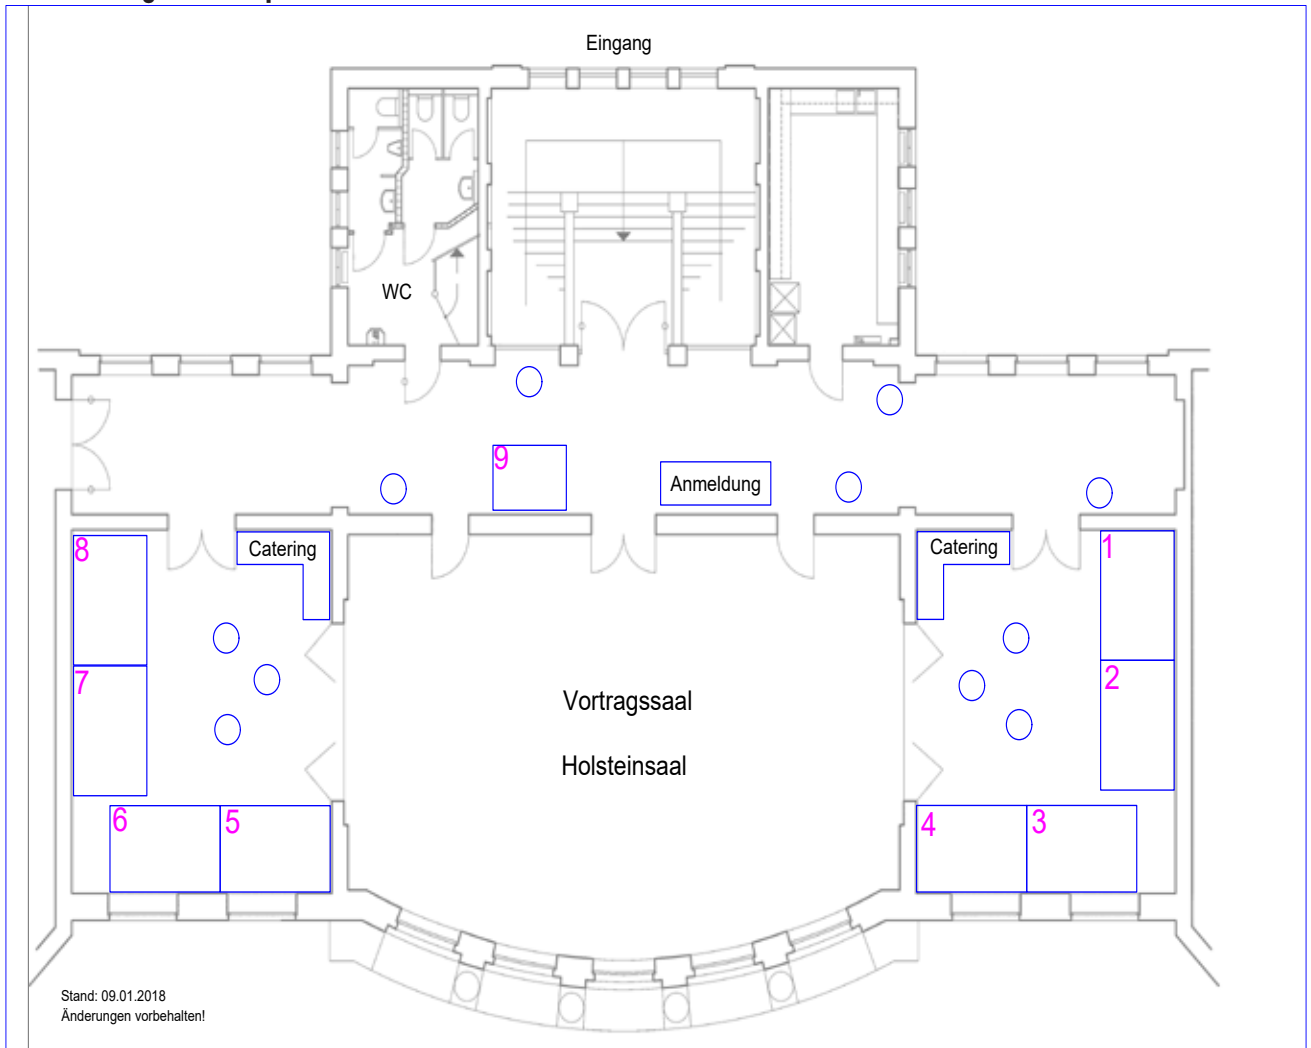 Eingang
WC
9
Anmeldung
8
Catering
Catering
1
7
2
Vortragssaal
Holsteinsaal
6
5
4
3
Stand: 09.01.2018
Änderungen vorbehalten!